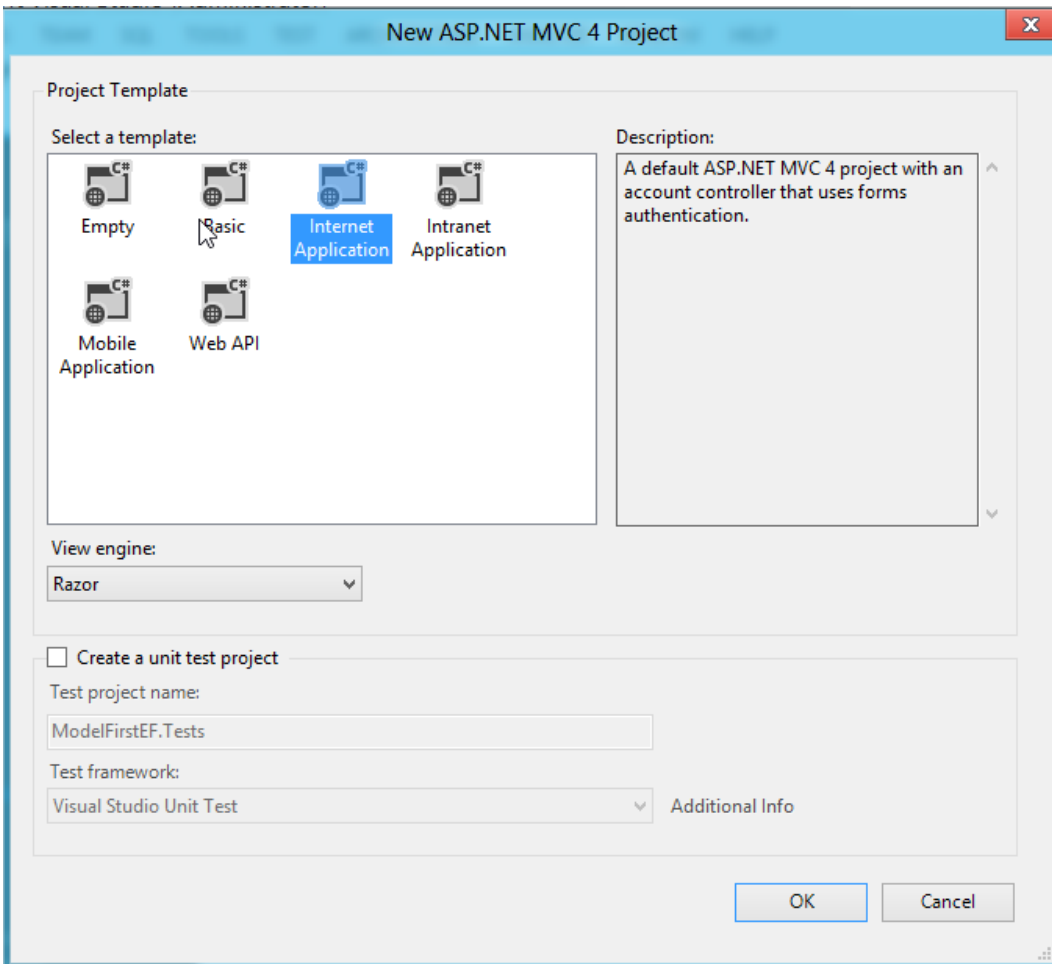 New ASP.NET MVC 4 Project
x
Project Template
Select a template:
C#
C#
C#
C#
Empty
Basic
Internet
Application
Intranet
Application
C#
C#
Mobile
Application
Web API
Description:
A default ASP.NET MVC 4 project with an
account controller that uses forms
authentication.
View engine:
Razor
Create a unit test project
Test project name:
ModelFirstEF.Tests
Test framework:
Visual Studio Unit Test
Additional Info
OK
Cancel